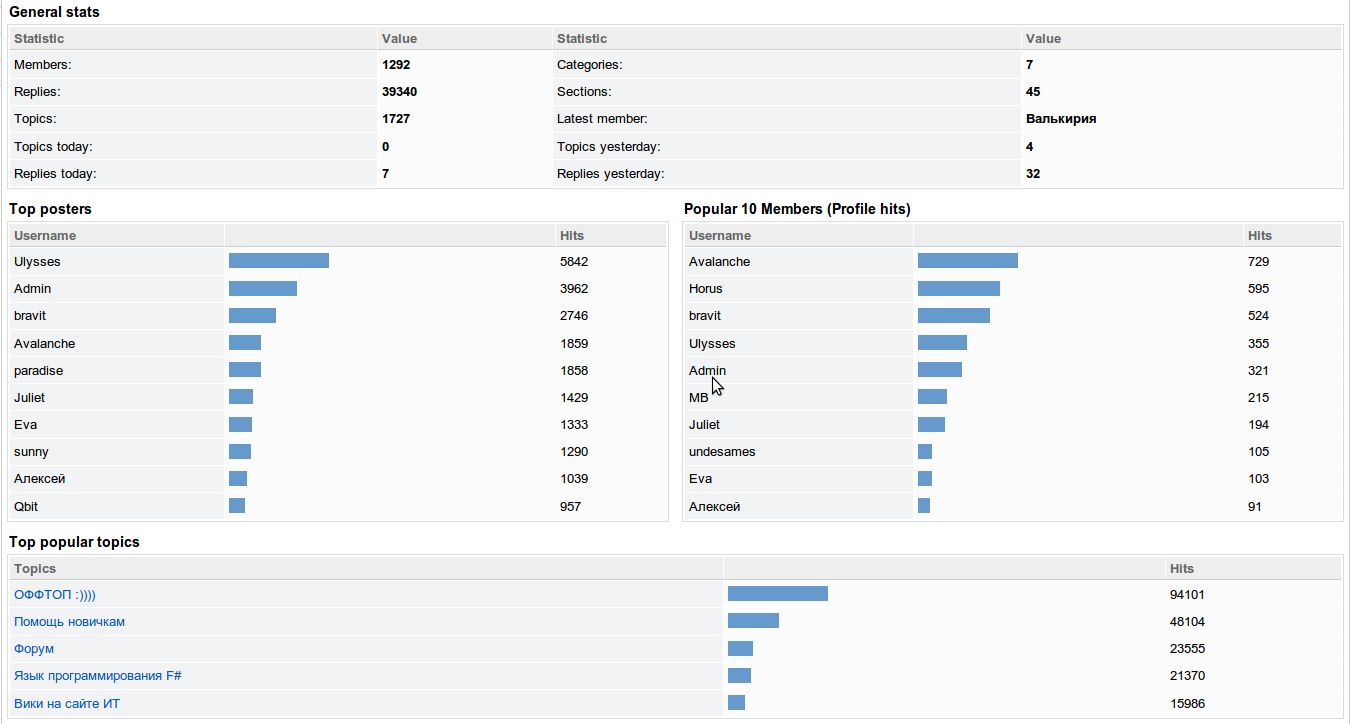 General stats
Statistic Value Statistic Value
Members: 1292 Categories: 7
Replies: 39340 Sections: 45
Topics: 1727 Latest member: Валькирия
Topics today: 0 Topics yesterday: 4
Replies today: 7 Replies yesterday: 32
Top posters
Username Hits
Ulysses 5842
Admin 3962
bravit 2746
Avalanche 1859
paradise 1858
Juliet 1429
Eva 1333
sunny 1290
Алексей 1039
Qbit 957
Popular 10 Members (Profile hits)
Username Hits
Avalanche 729
Horus 595
bravit 524
Ulysses 355
Admin 321
MB 215
Juliet 194
undesames 105
Eva 103
Алексей 91
Top popular topics
Topics Hits
ОФФТОП :)))) 94101
Помощь новичкам 48104
Форум 23555
Язык программирования F# 21370
Вики на сайте ИТ 15986